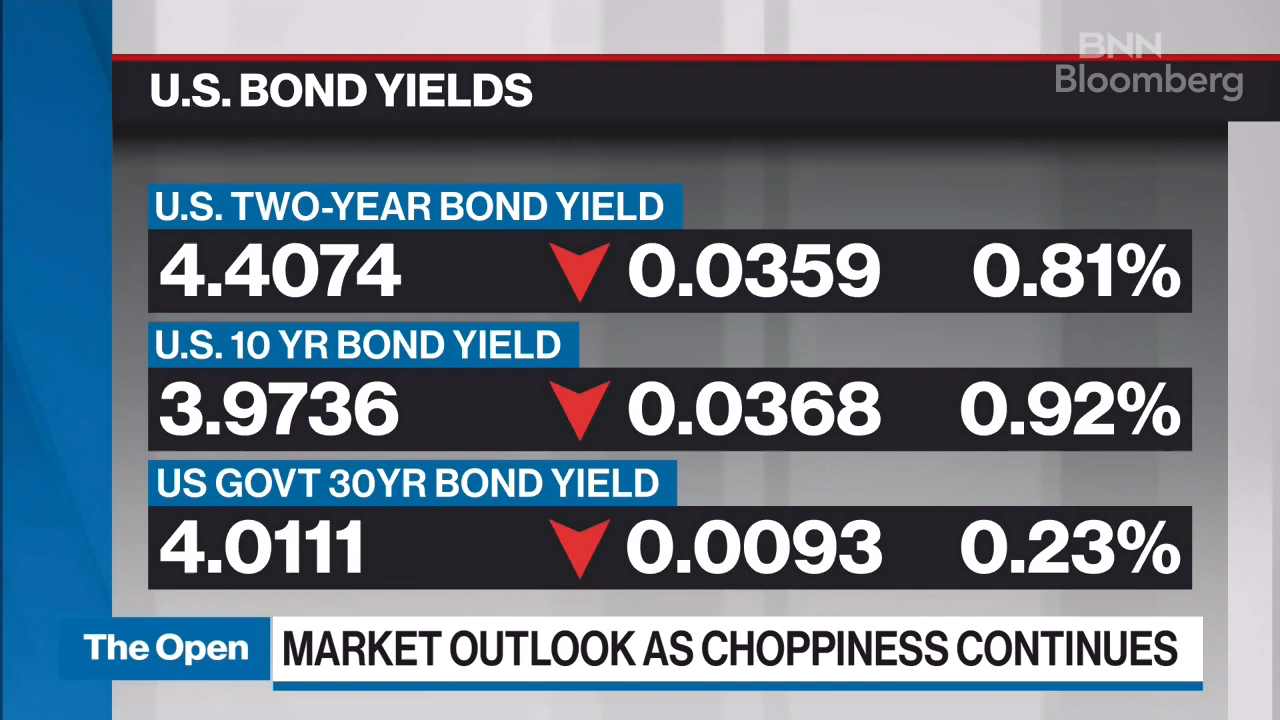 BNN
Bloomberg
U.S. BOND YIELDS
U.S. TWO-YEAR BOND YIELD
4.4074 0.0359 0.81%
U.S. 10 YR BOND YIELD
3.9736 0.0368 0.92%
US GOVT 30YR BOND YIELD
4.0111 0.0093 0.23%
The Open MARKET OUTLOOK AS CHOPPINESS CONTINUES